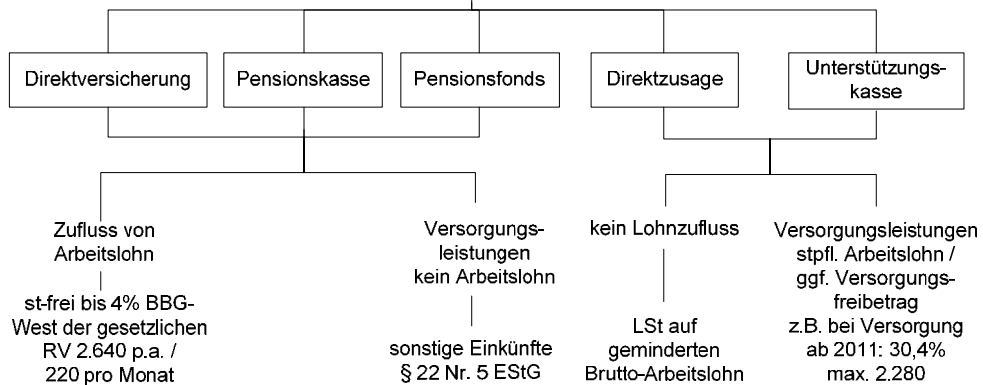 Direktversicherung
Pensionskasse
Pensionsfonds
Direktzusage
Unterstützungs-
kasse
Zufluss von
Arbeitslohn
st-frei bis 4% BBG-
West der gesetzlichen
RV 2.640 p.a. /
220 pro Monat
Versorgungs-
leistungen
kein Arbeitslohn
sonstige Einkünfte
§ 22 Nr. 5 EStG
kein Lohnzufluss
LSt auf
geminderten
Brutto-Arbeitslohn
Versorgungsleistungen
stpfl. Arbeitslohn /
ggf. Versorgungs-
freibetrag
z.B. bei Versorgung
ab 2011: 30,4%
max. 2.280